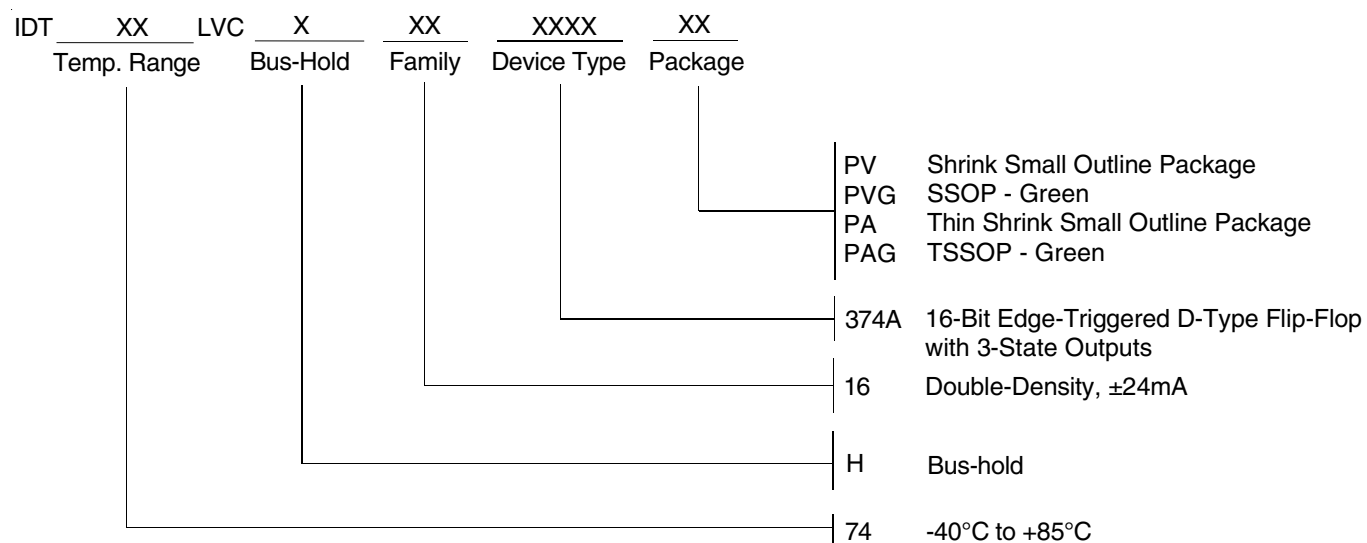 IDT XX LVC X XX XXXX XX
Temp. Range Bus-Hold Family Device Type Package
PV Shrink Small Outline Package
PVG SSOP - Green
PA Thin Shrink Small Outline Package
PAG TSSOP - Green
374A 16-Bit Edge-Triggered D-Type Flip-Flop
with 3-State Outputs
16 Double-Density, ±24mA
H Bus-hold
74 -40°C to +85°C